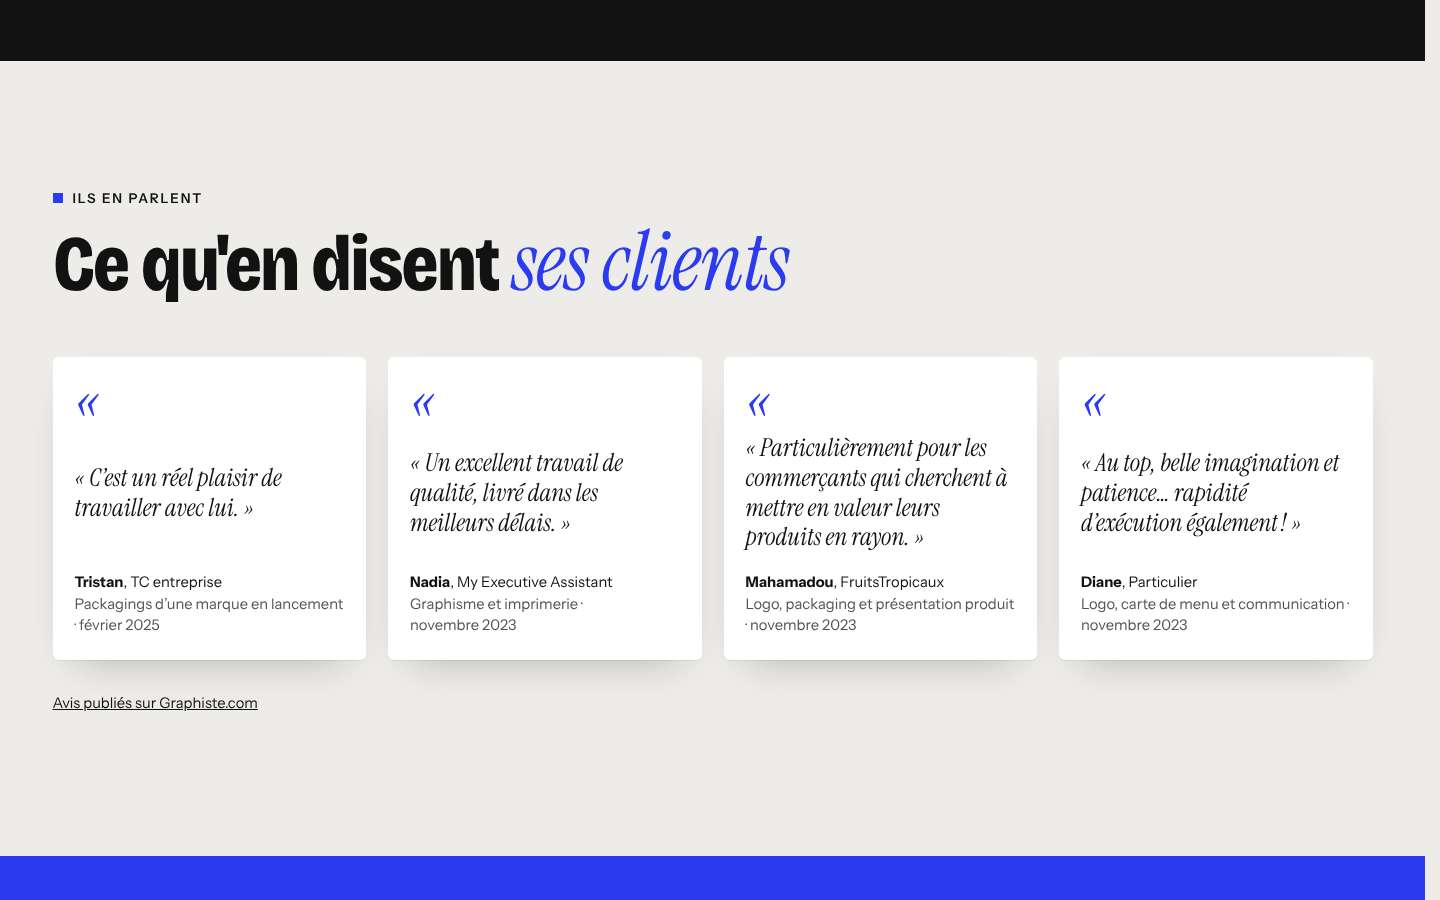 ILS EN PARLENT
Ce qu'en disent ses clients
«
« C’est un réel plaisir de
travailler avec lui. »
Tristan, TC entreprise
Packagings d’une marque en lancement
· février 2025
«
« Un excellent travail de
qualité, livré dans les
meilleurs délais. »
Nadia, My Executive Assistant
Graphisme et imprimerie ·
novembre 2023
«
« Particulièrement pour les
commerçants qui cherchent à
mettre en valeur leurs
produits en rayon. »
Mahamadou, FruitsTropicaux
Logo, packaging et présentation produit
· novembre 2023
«
« Au top, belle imagination et
patience… rapidité
d’exécution également ! »
Diane, Particulier
Logo, carte de menu et communication ·
novembre 2023
Avis publiés sur Graphiste.com